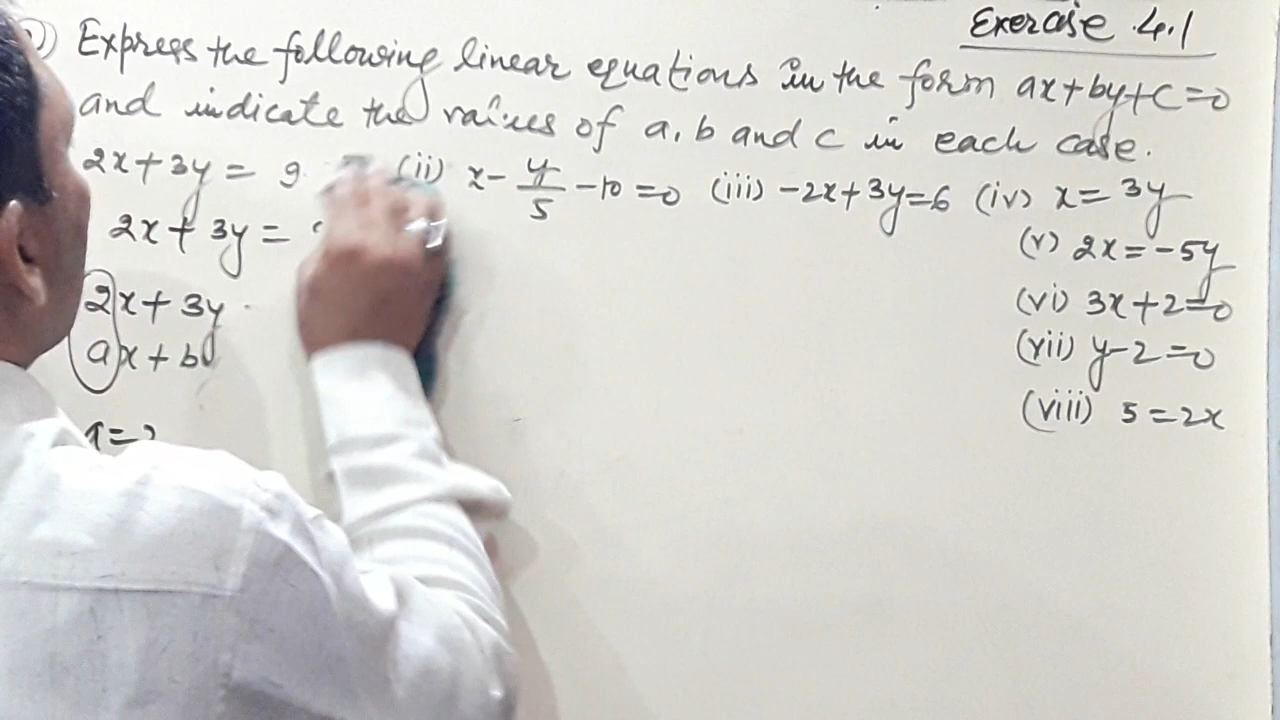 Exercise 4.1
Express the following linear equations in the form ax+by+c=0
and indicate the values of a, b and c in each case.
2x+3y = 9. (ii) x - y/5 - 10 = 0 (iii) -2x+3y=6 (iv) x = 3y
2x + 3y =
(v) 2x = -5y
2x + 3y
(vi) 3x+2=0
ax + b
(vii) y-2=0
(viii) 5 = 2x